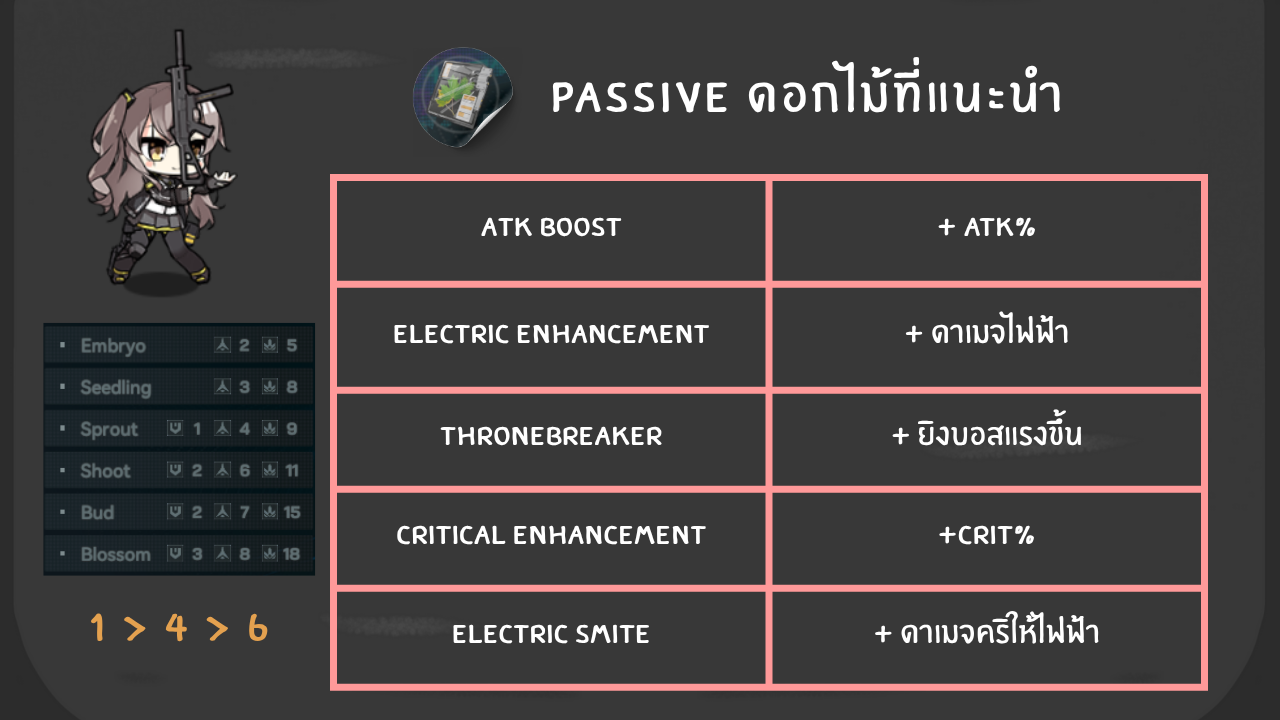 PASSIVE ดอกไม้ที่แนะนำ
ATK BOOST + ATK%
ELECTRIC ENHANCEMENT + ดาเมจไฟฟ้า
THRONEBREAKER + ยิงบอสแรงขึ้น
CRITICAL ENHANCEMENT +CRIT%
ELECTRIC SMITE + ดาเมจคริให้ไฟฟ้า
Embryo 2 5
Seedling 3 8
Sprout 1 4 9
Shoot 2 6 11
Bud 2 7 15
Blossom 3 8 18
1 > 4 > 6